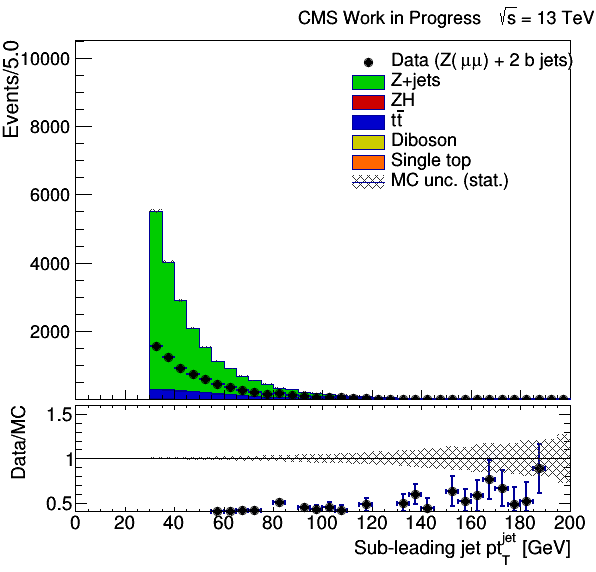 CMS Work in Progress √s = 13 TeV
Events/5.0
10000
8000
6000
4000
2000
Data (Z(μμ) + 2 b jets)
Z+jets
ZH
tt̅
Diboson
Single top
MC unc. (stat.)
Data/MC
1.5
1
0.5
0 20 40 60 80 100 120 140 160 180 200
Sub-leading jet pt_T^jet [GeV]